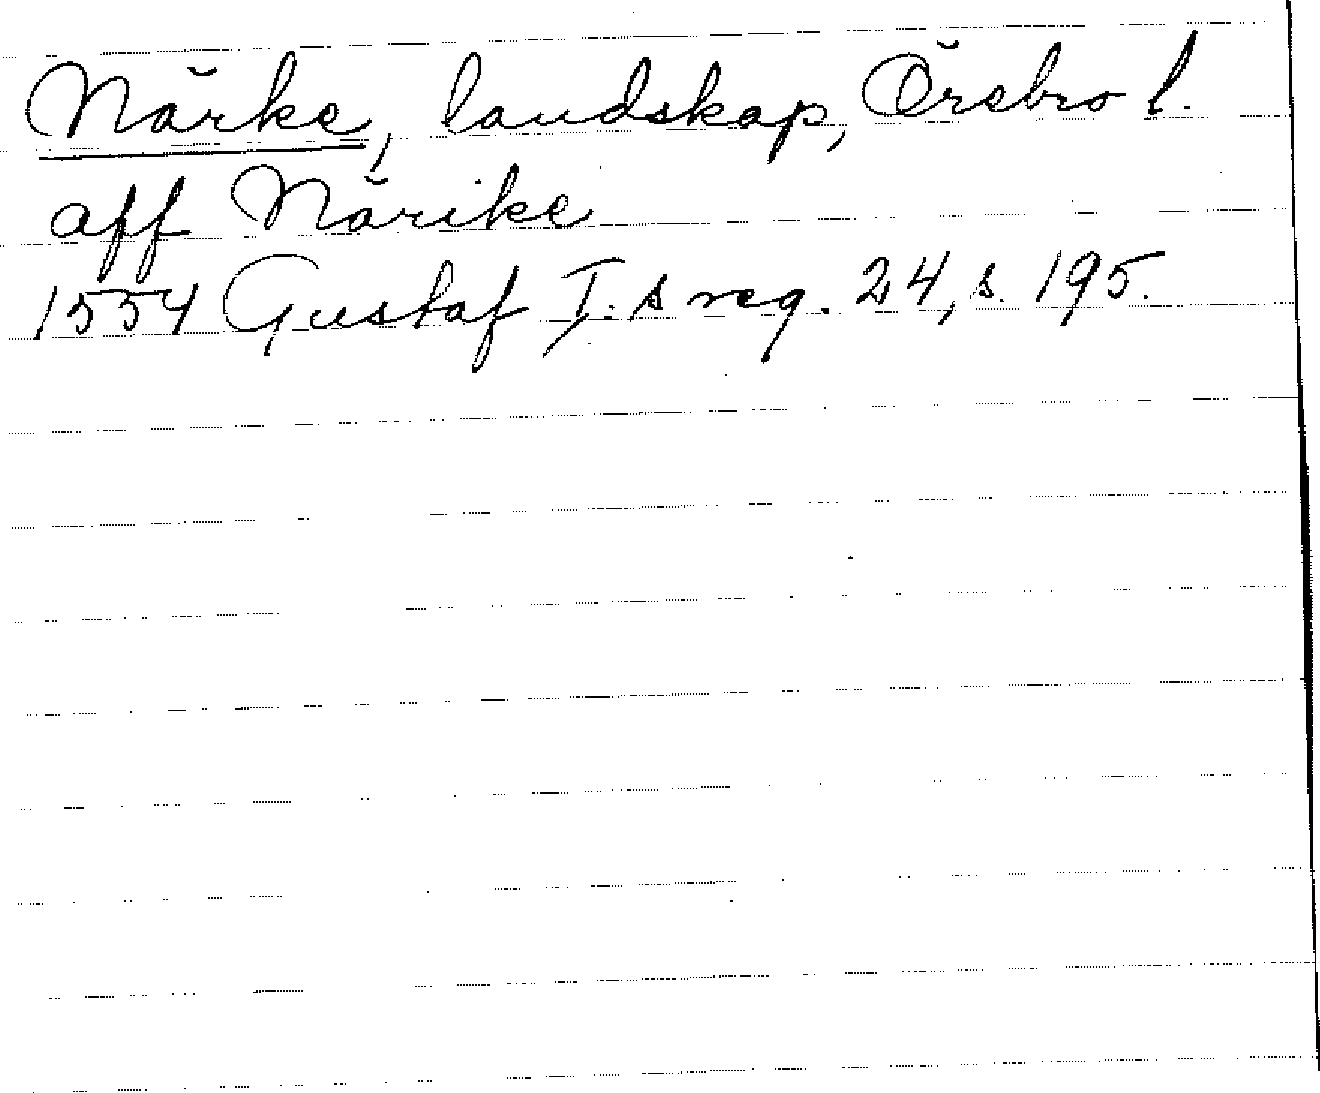 Närke, landskap, Örebro l.
aff Närike
1554 Gustaf I.s reg. 24, s. 195.